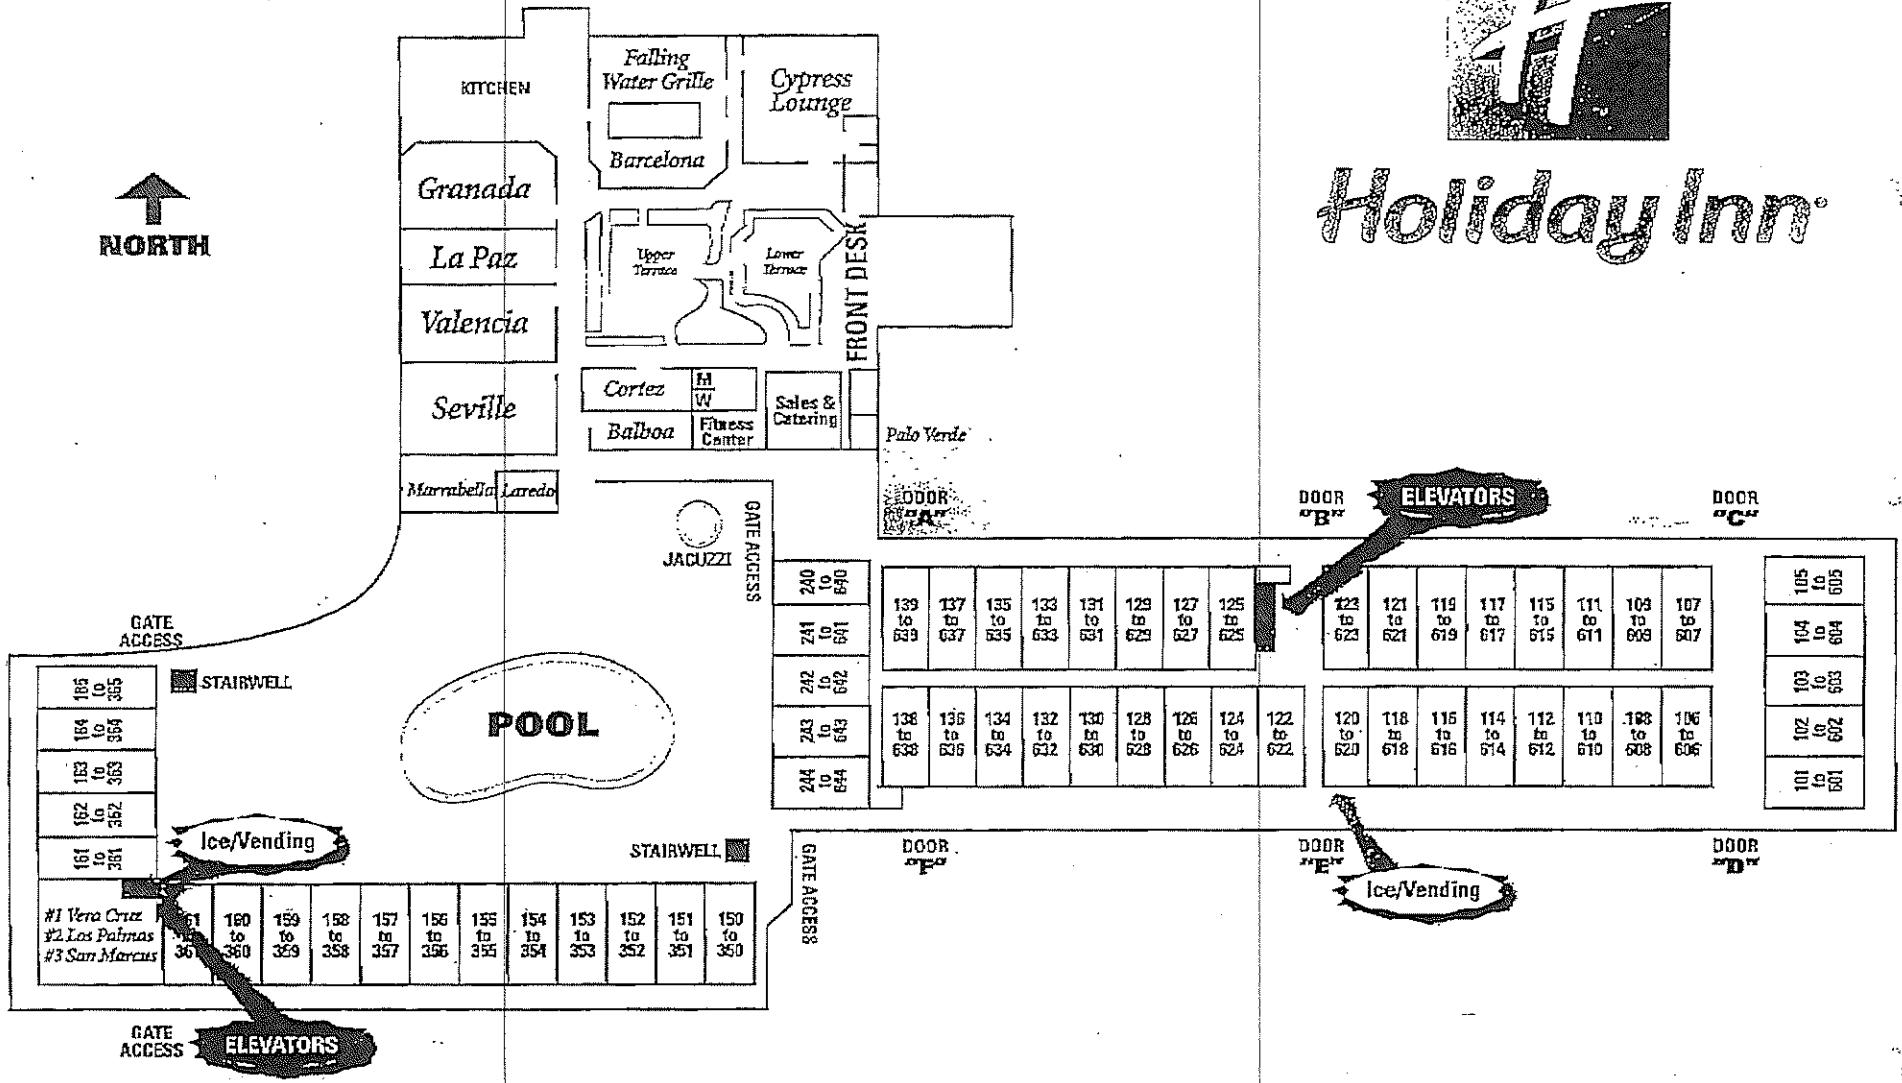 Holiday Inn
NORTH
KITCHEN
Falling
Water Grille
Barcelona
Cypress
Lounge
Granada
La Paz
Valencia
Seville
Marrabella
Laredo
Upper
Terrace
Lower
Terrace
FRONT DESK
Cortez
M
W
Balboa
Fitness
Center
Sales &
Catering
Palo Verde
JACUZZI
GATE ACCESS
DOOR
"A"
DOOR
"B"
ELEVATORS
DOOR
"C"
240
to
640
241
to
641
242
to
642
243
to
643
244
to
644
139
to
639
137
to
637
135
to
635
133
to
633
131
to
631
129
to
629
127
to
627
125
to
625
123
to
623
121
to
621
119
to
619
117
to
617
115
to
615
111
to
611
109
to
609
107
to
607
138
to
638
136
to
636
134
to
634
132
to
632
130
to
630
128
to
628
126
to
626
124
to
624
122
to
622
120
to
620
118
to
618
116
to
616
114
to
614
112
to
612
110
to
610
108
to
608
106
to
606
105
to
605
104
to
604
103
to
603
102
to
602
101
to
601
DOOR
"F"
DOOR
"E"
DOOR
"D"
Ice/Vending
GATE
ACCESS
STAIRWELL
POOL
165
to
365
164
to
364
163
to
363
162
to
362
161
to
361
Ice/Vending
STAIRWELL
GATE ACCESS
#1 Vera Cruz
#2 Los Palmas
#3 San Marcus
61
361
160
to
360
159
to
359
158
to
358
157
to
357
156
to
356
155
to
355
154
to
354
153
to
353
152
to
352
151
to
351
150
to
350
GATE
ACCESS
ELEVATORS